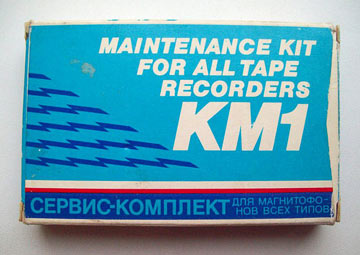 MAINTENANCE KIT
FOR ALL TAPE
RECORDERS
KM1
СЕРВИС-КОМПЛЕКТ ДЛЯ МАГНИТОФО-
НОВ ВСЕХ ТИПОВ